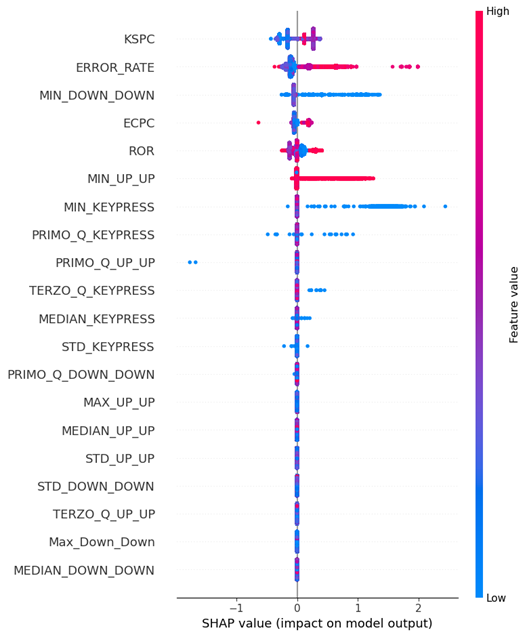 High
KSPC
ERROR_RATE
MIN_DOWN_DOWN
ECPC
ROR
MIN_UP_UP
MIN_KEYPRESS
PRIMO_Q_KEYPRESS
PRIMO_Q_UP_UP
TERZO_Q_KEYPRESS
MEDIAN_KEYPRESS
STD_KEYPRESS
PRIMO_Q_DOWN_DOWN
MAX_UP_UP
MEDIAN_UP_UP
STD_UP_UP
STD_DOWN_DOWN
TERZO_Q_UP_UP
Max_Down_Down
MEDIAN_DOWN_DOWN
Feature value
Low
−1 0 1 2
SHAP value (impact on model output)